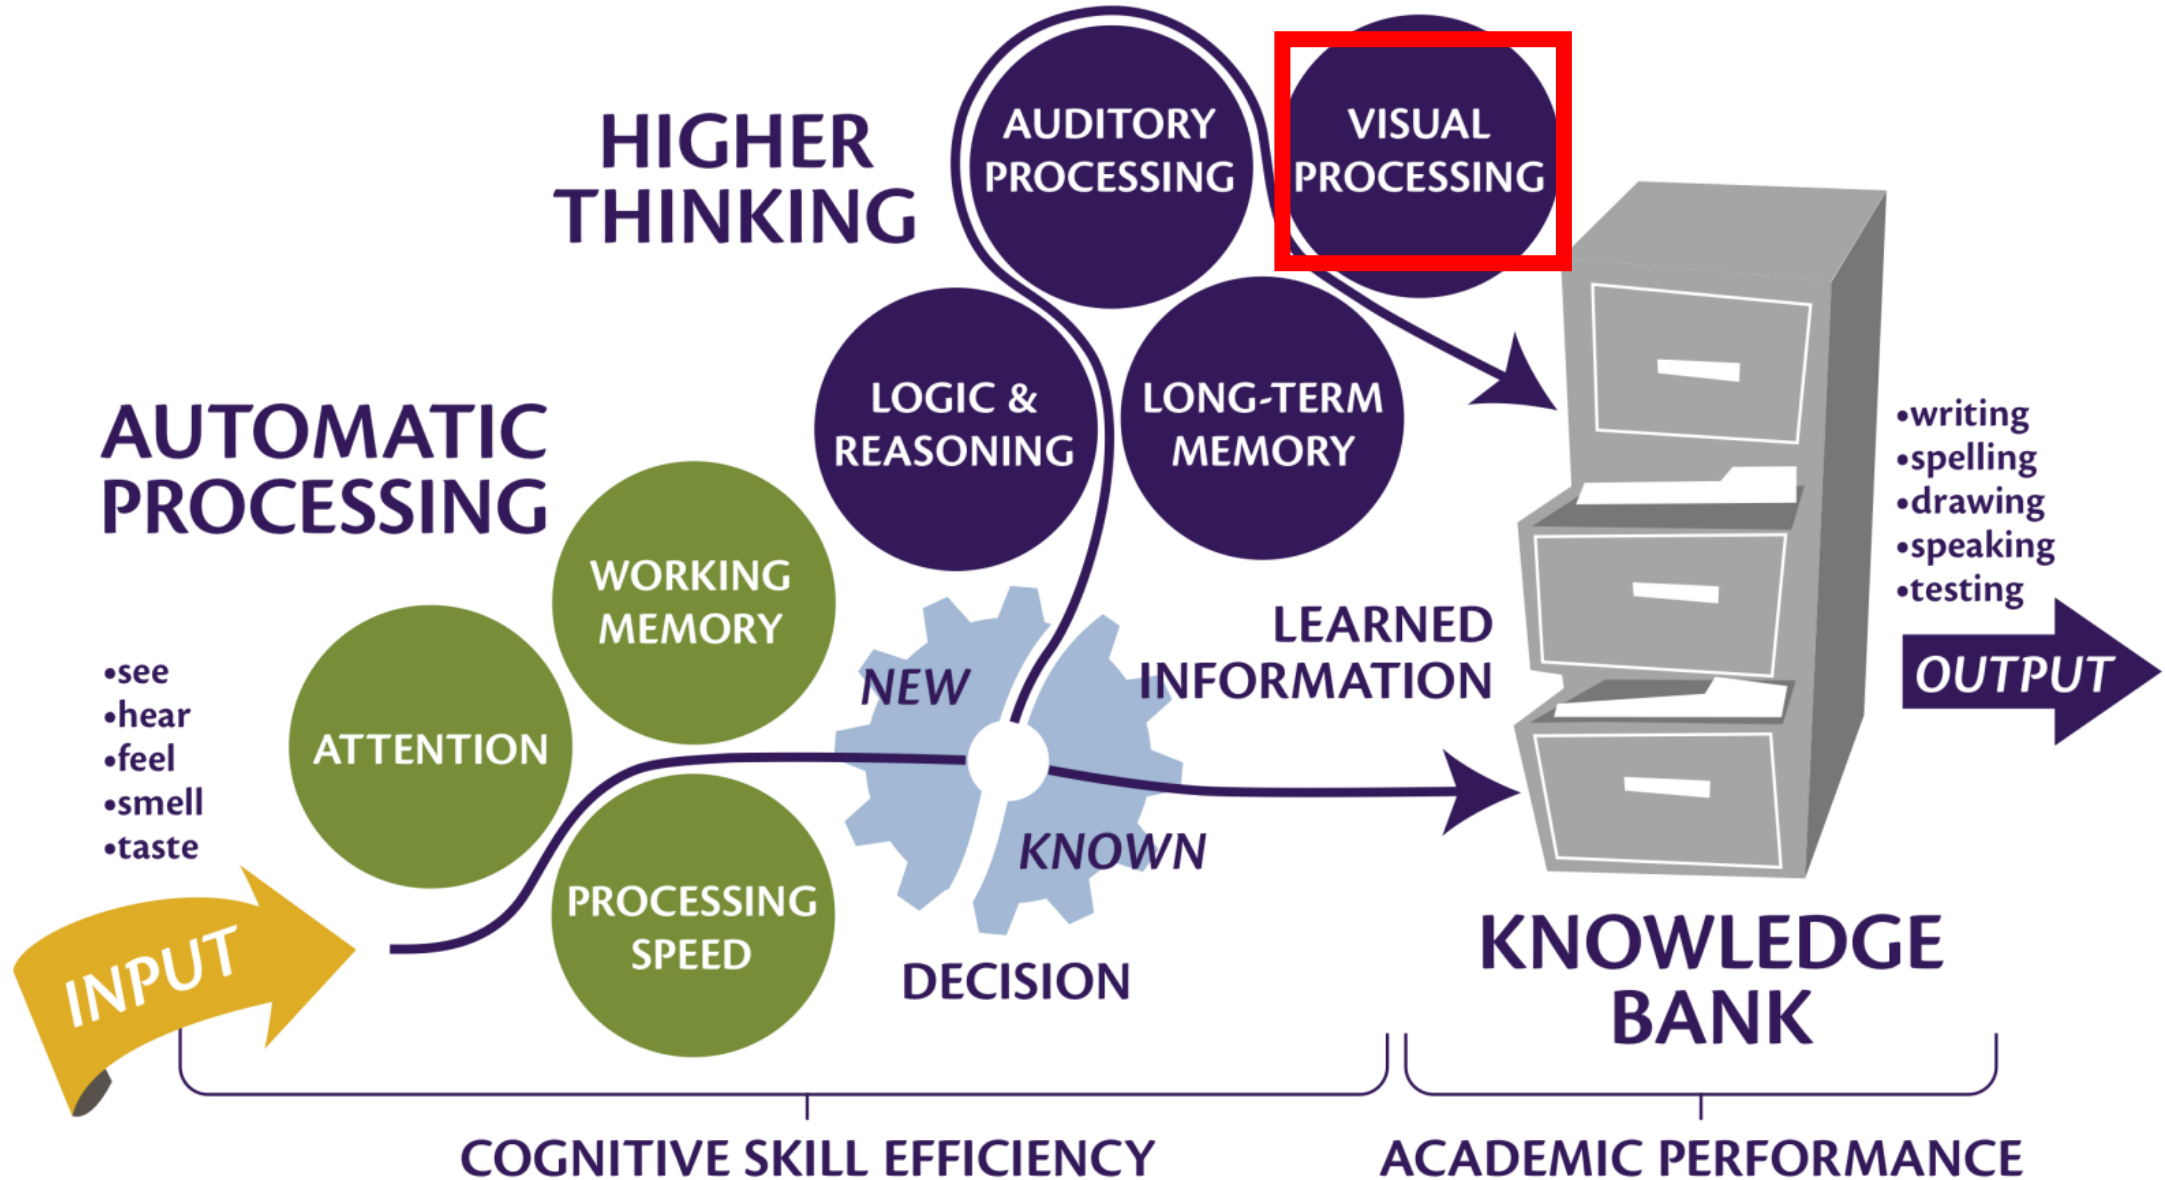 HIGHER
THINKING
AUDITORY
PROCESSING
VISUAL
PROCESSING
LOGIC &
REASONING
LONG-TERM
MEMORY
AUTOMATIC
PROCESSING
WORKING
MEMORY
ATTENTION
PROCESSING
SPEED
•see
•hear
•feel
•smell
•taste
INPUT
NEW
KNOWN
DECISION
LEARNED
INFORMATION
•writing
•spelling
•drawing
•speaking
•testing
OUTPUT
KNOWLEDGE
BANK
COGNITIVE SKILL EFFICIENCY
ACADEMIC PERFORMANCE